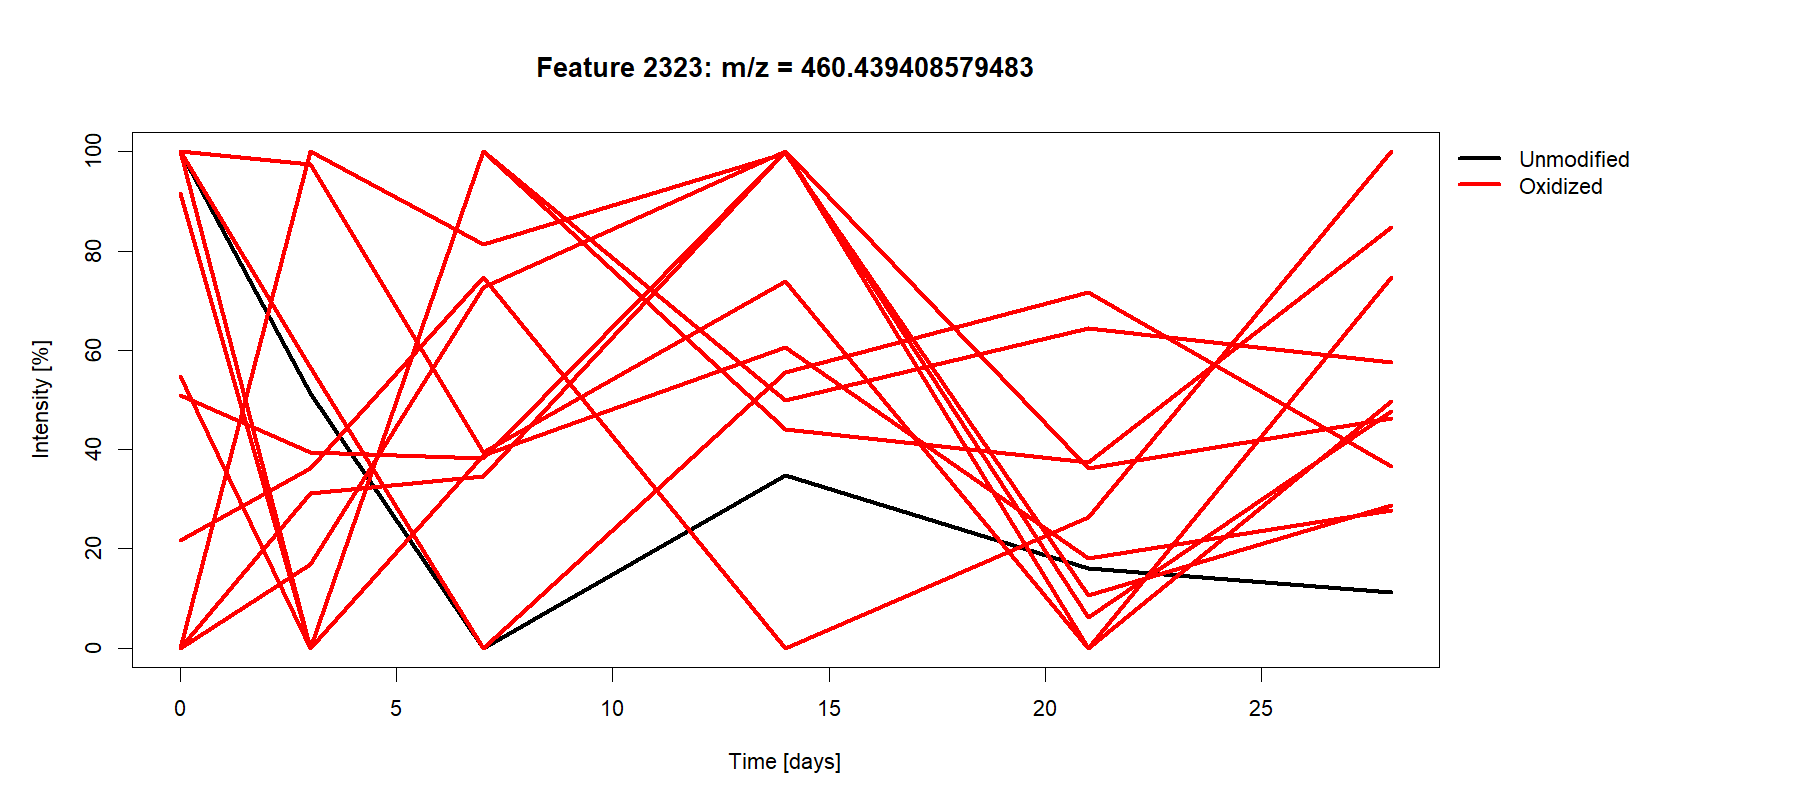 Feature 2323: m/z = 460.439408579483
Intensity [%]
100
80
60
40
20
0
0 5 10 15 20 25
Time [days]
Unmodified
Oxidized